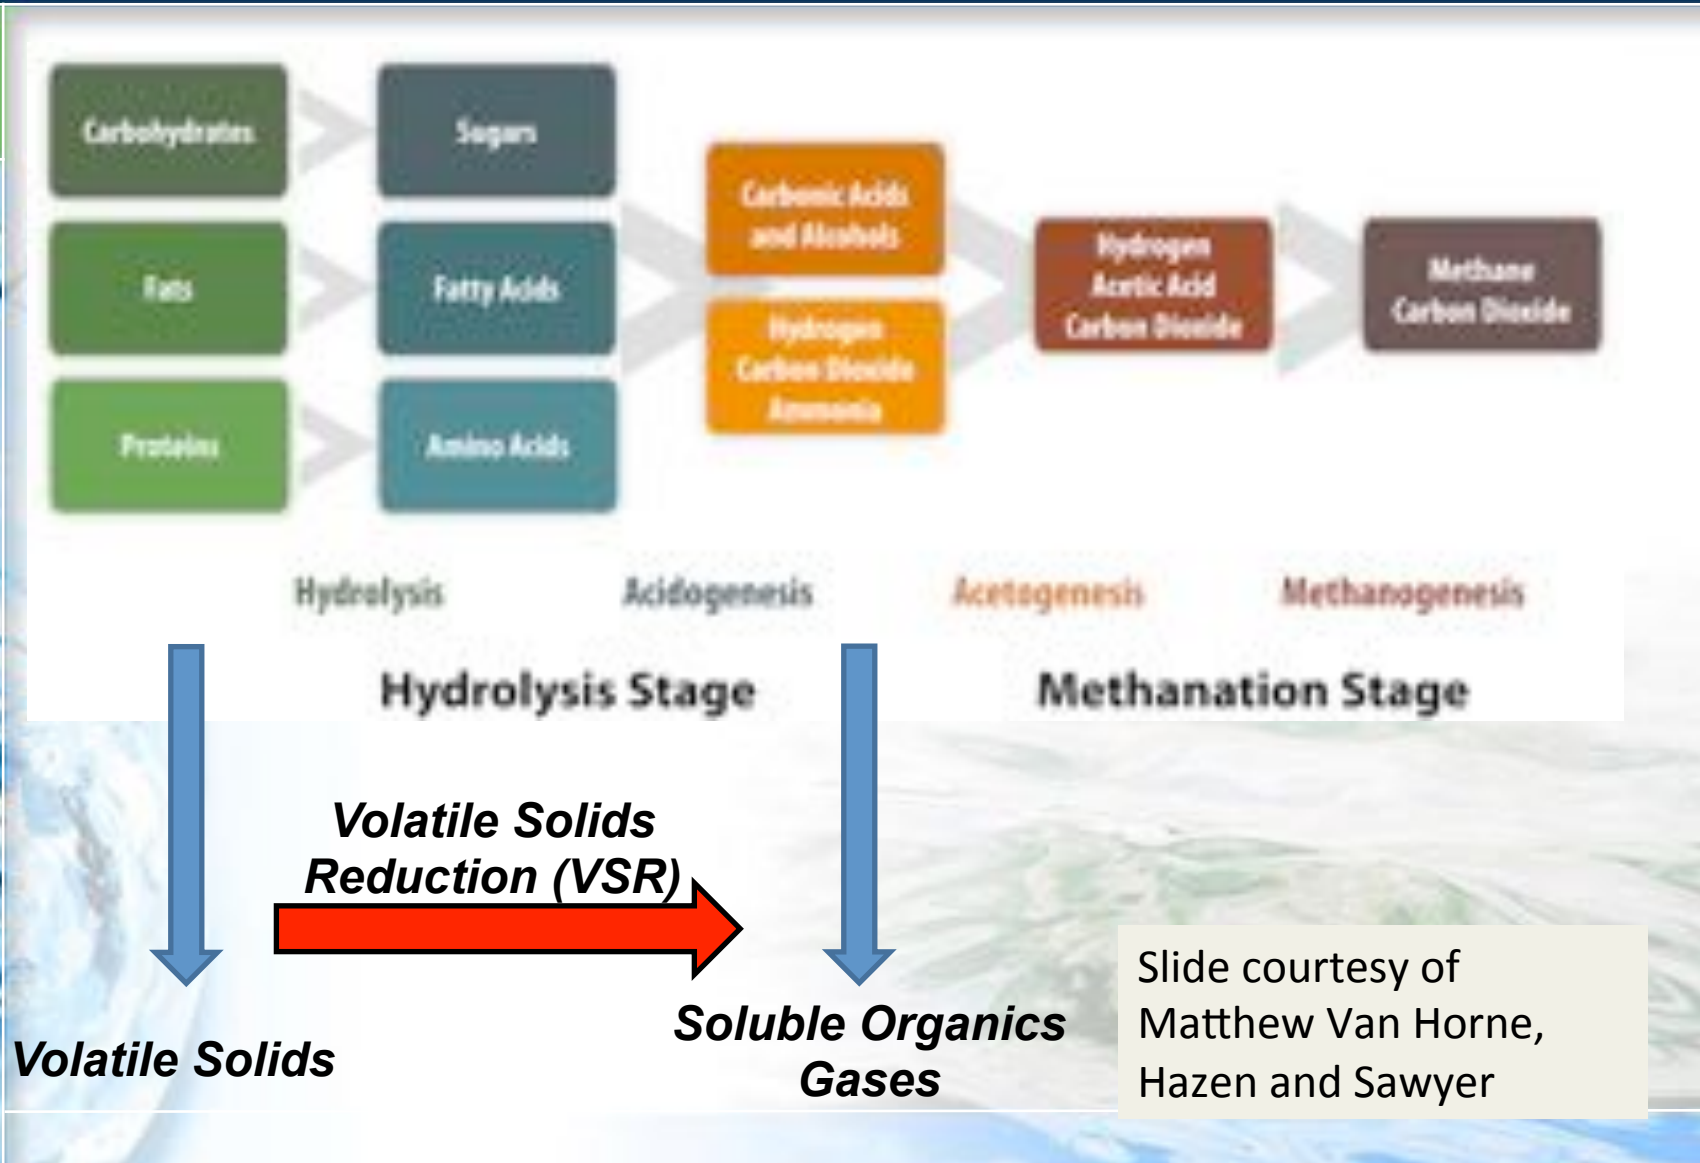 Carbohydrates
Sugars
Fats
Fatty Acids
Proteins
Amino Acids
Carbonic Acids
and Alcohols
Hydrogen
Carbon Dioxide
Ammonia
Hydrogen
Acetic Acid
Carbon Dioxide
Methane
Carbon Dioxide
Hydrolysis
Acidogenesis
Acetogenesis
Methanogenesis
Hydrolysis Stage
Methanation Stage
Volatile Solids
Reduction (VSR)
Volatile Solids
Soluble Organics
Gases
Slide courtesy of
Matthew Van Horne,
Hazen and Sawyer